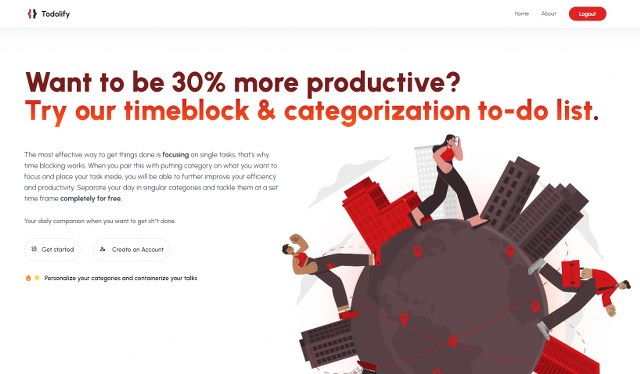 Todolify
Home
About
Logout
Want to be 30% more productive?
Try our timeblock & categorization to-do list.
The most effective way to get things done is focusing on single tasks, that's why
time blocking works. When you pair this with putting category on what you want to
focus and place your task inside, you will be able to further improve your efficiency
and productivity. Separate your day in singular categories and tackle them at a set
time frame completely for free.
Your daily companion when you want to get sh*t done.
Get started
Create an Account
Personalize your categories and containerize your talks